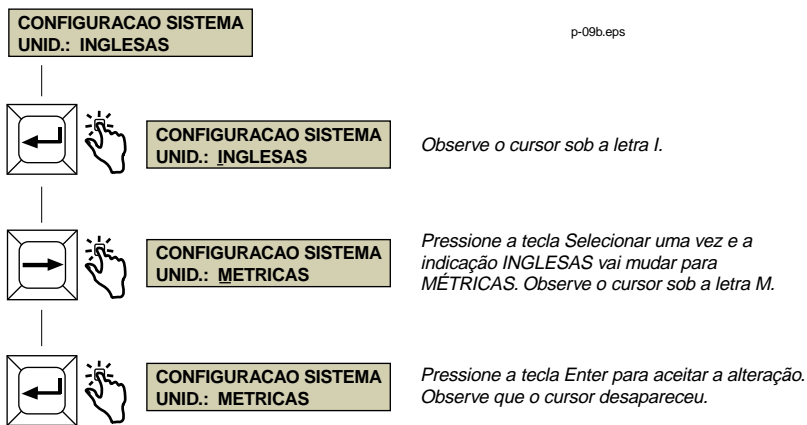 CONFIGURACAO SISTEMA
UNID.: INGLESAS
p-09b.eps
CONFIGURACAO SISTEMA
UNID.: INGLESAS
Observe o cursor sob a letra I.
CONFIGURACAO SISTEMA
UNID.: METRICAS
Pressione a tecla Selecionar uma vez e a
indicação INGLESAS vai mudar para
MÉTRICAS. Observe o cursor sob a letra M.
CONFIGURACAO SISTEMA
UNID.: METRICAS
Pressione a tecla Enter para aceitar a alteração.
Observe que o cursor desapareceu.